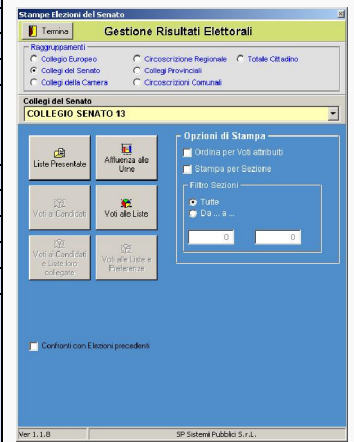 Stampe Elezioni del Senato
Termina
Gestione Risultati Elettorali
Raggruppamenti
Collegio Europeo
Circoscrizione Regionale
Totale Cittadino
Collegi del Senato
Collegi Provinciali
Collegi della Camera
Circoscrizioni Comunali
Collegi del Senato
COLLEGIO SENATO 13
Liste Presentate
Affluenza alle
Urne
Voti ai Candidati
Voti alle Liste
Voti ai Candidati
e Liste loro
collegate
Voti alle Liste e
Preferenze
Opzioni di Stampa
Ordina per Voti attribuiti
Stampa per Sezione
Filtro Sezioni
Tutte
Da ... a ...
0
0
Confronti con Elezioni precedenti
Ver 1.1.8
SP Sistemi Pubblici S.r.L.